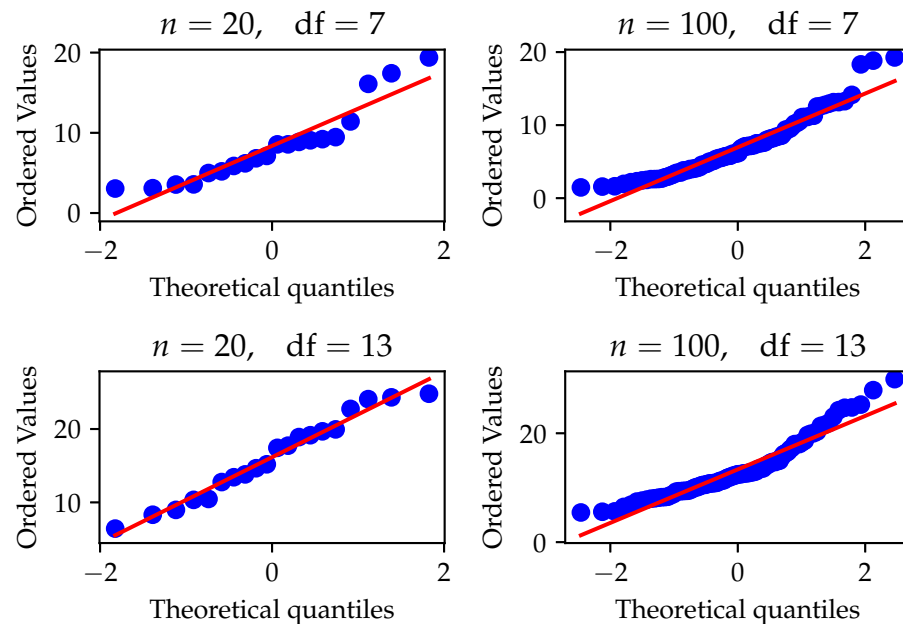 n = 20, df = 7
n = 100, df = 7
Ordered Values
20
10
0
−2
0
2
Theoretical quantiles
Ordered Values
20
10
0
−2
0
2
Theoretical quantiles
n = 20, df = 13
n = 100, df = 13
Ordered Values
20
10
−2
0
2
Theoretical quantiles
Ordered Values
20
0
−2
0
2
Theoretical quantiles